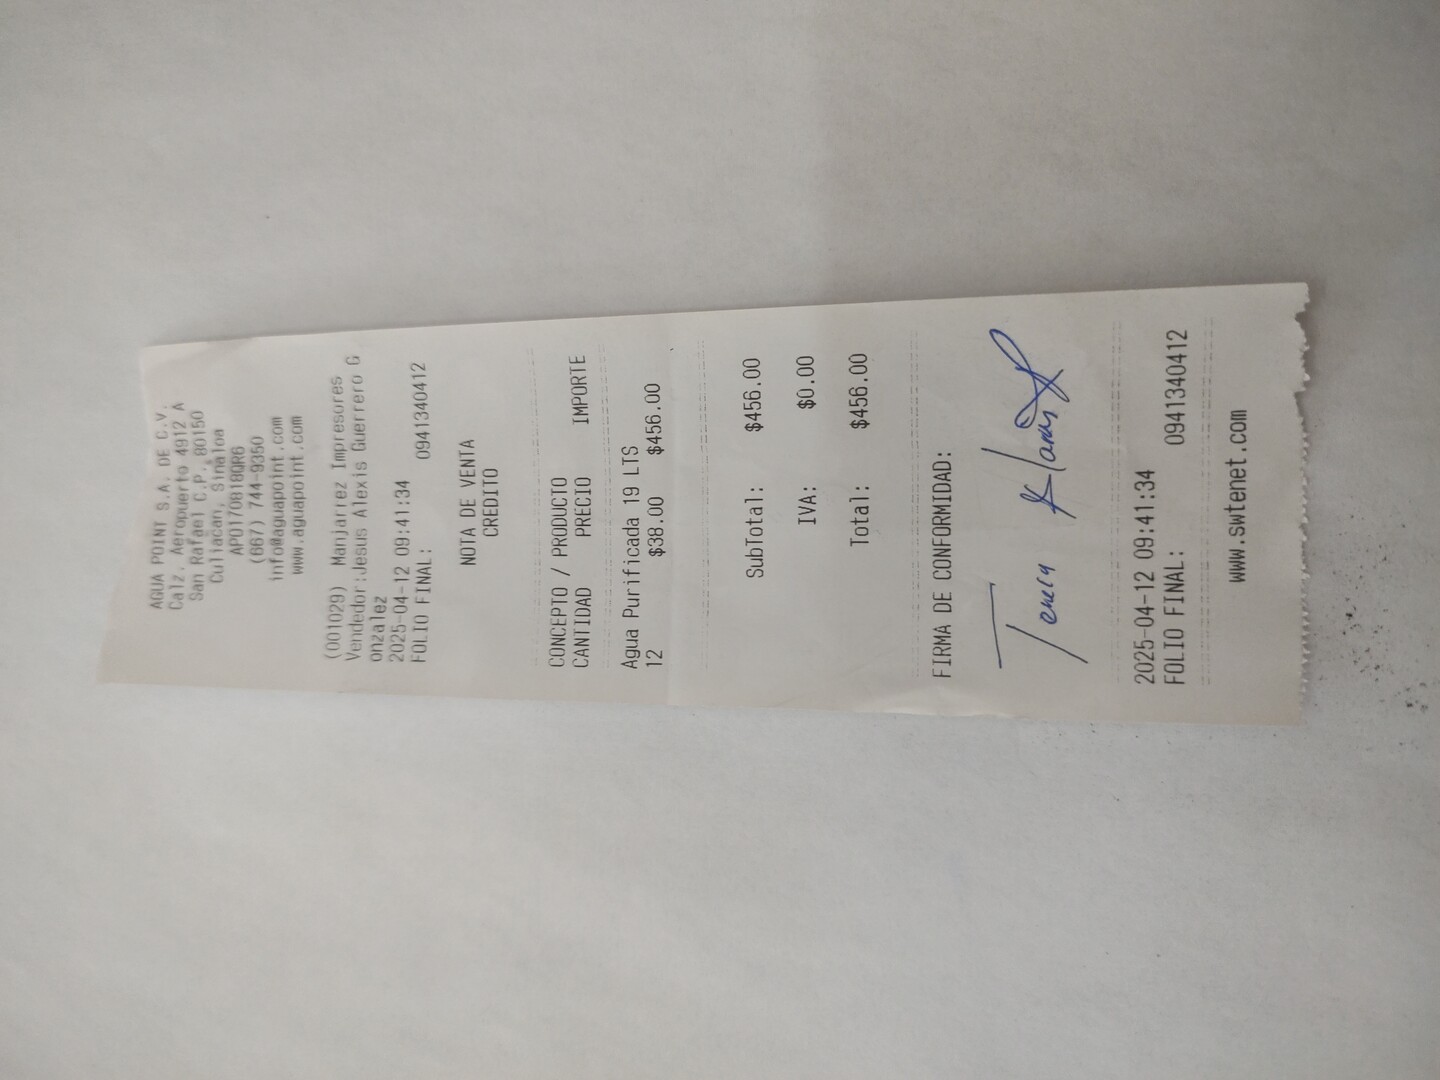 AGUA POINT S.A. DE C.V.
Calz. Aeropuerto 4912 A
San Rafael C.P. 80150
Culiacan, Sinaloa
APO170818QR6
(667) 744-9350
info@aguapoint.com
www.aguapoint.com
(001029) Manjarrez Impresores
Vendedor:Jesus Alexis Guerrero G
onzalez
2025-04-12 09:41:34
FOLIO FINAL: 0941340412
NOTA DE VENTA
CREDITO
CONCEPTO / PRODUCTO
CANTIDAD PRECIO IMPORTE
Agua Purificada 19 LTS
12 $38.00 $456.00
SubTotal: $456.00
IVA: $0.00
Total: $456.00
FIRMA DE CONFORMIDAD:
2025-04-12 09:41:34
FOLIO FINAL: 0941340412
www.swtenet.com